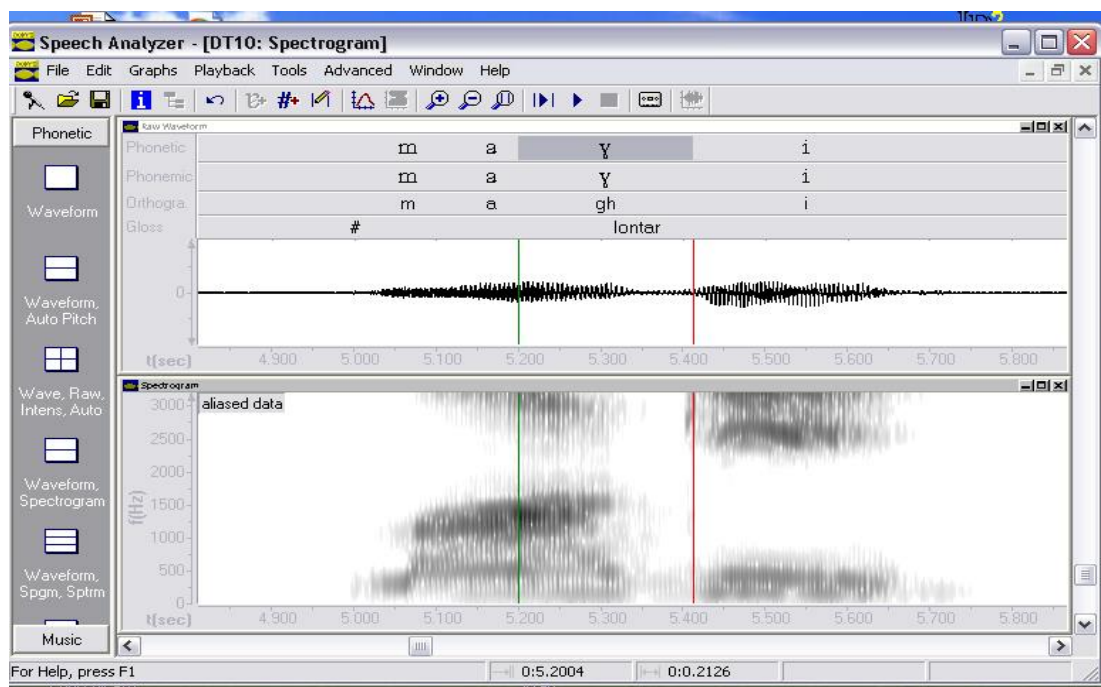 Speech Analyzer - [DT10: Spectrogram]
File Edit Graphs Playback Tools Advanced Window Help
Phonetic
Waveform
Waveform,
Auto Pitch
Wave, Raw,
Intens, Auto
Waveform,
Spectrogram
Waveform,
Spgm, Sptrm
Music
Raw Waveform
Phonetic m a ɣ i
Phonemic m a ɣ i
Orthogra. m a gh i
Gloss # lontar
0
t(sec) 4.900 5.000 5.100 5.200 5.300 5.400 5.500 5.600 5.700 5.800
Spectrogram
aliased data
f(Hz)
3000
2500
2000
1500
1000
500
0
t(sec) 4.900 5.000 5.100 5.200 5.300 5.400 5.500 5.600 5.700 5.800
For Help, press F1 0:5.2004 0:0.2126